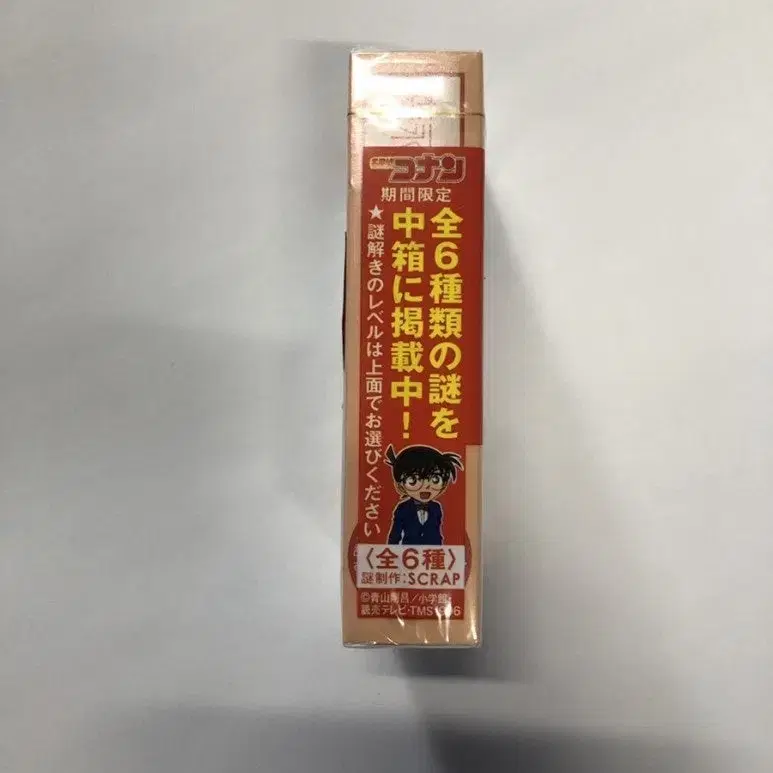 名探偵コナン
期間限定
全6種類の謎を
中箱に掲載中!
★謎解きのレベルは上面でお選びください
〈全6種〉
謎制作:SCRAP
©青山剛昌/小学館・
読売テレビ・TMS 1996